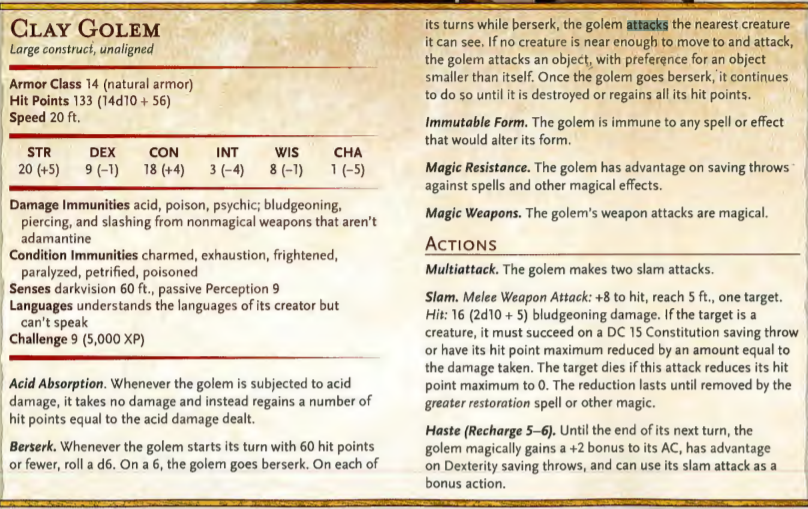 CLAY GOLEM
Large construct, unaligned
Armor Class 14 (natural armor)
Hit Points 133 (14d10 + 56)
Speed 20 ft.
STR DEX CON INT WIS CHA
20 (+5) 9 (–1) 18 (+4) 3 (–4) 8 (–1) 1 (–5)
Damage Immunities acid, poison, psychic; bludgeoning,
piercing, and slashing from nonmagical weapons that aren't
adamantine
Condition Immunities charmed, exhaustion, frightened,
paralyzed, petrified, poisoned
Senses darkvision 60 ft., passive Perception 9
Languages understands the languages of its creator but
can't speak
Challenge 9 (5,000 XP)
Acid Absorption. Whenever the golem is subjected to acid
damage, it takes no damage and instead regains a number of
hit points equal to the acid damage dealt.
Berserk. Whenever the golem starts its turn with 60 hit points
or fewer, roll a d6. On a 6, the golem goes berserk. On each of
its turns while berserk, the golem attacks the nearest creature
it can see. If no creature is near enough to move to and attack,
the golem attacks an object, with preference for an object
smaller than itself. Once the golem goes berserk, it continues
to do so until it is destroyed or regains all its hit points.
Immutable Form. The golem is immune to any spell or effect
that would alter its form.
Magic Resistance. The golem has advantage on saving throws
against spells and other magical effects.
Magic Weapons. The golem's weapon attacks are magical.
ACTIONS
Multiattack. The golem makes two slam attacks.
Slam. Melee Weapon Attack: +8 to hit, reach 5 ft., one target.
Hit: 16 (2d10 + 5) bludgeoning damage. If the target is a
creature, it must succeed on a DC 15 Constitution saving throw
or have its hit point maximum reduced by an amount equal to
the damage taken. The target dies if this attack reduces its hit
point maximum to 0. The reduction lasts until removed by the
greater restoration spell or other magic.
Haste (Recharge 5–6). Until the end of its next turn, the
golem magically gains a +2 bonus to its AC, has advantage
on Dexterity saving throws, and can use its slam attack as a
bonus action.